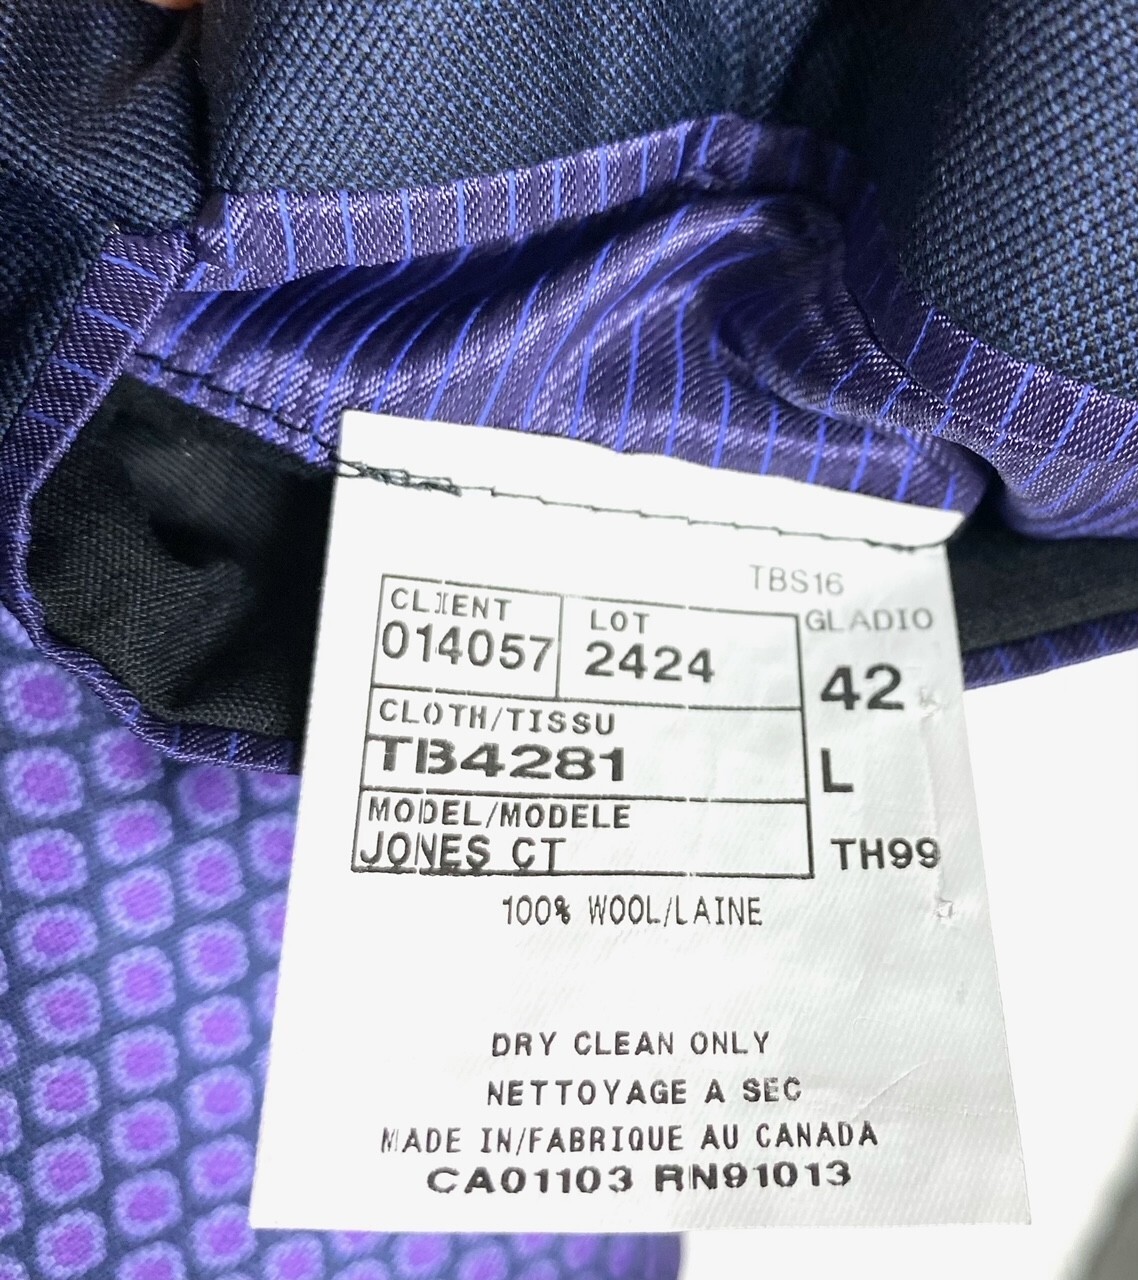 TBS16
CLIENT
014057
LOT
2424
GLADIO
42
CLOTH/TISSU
TB4281
L
MODEL/MODELE
JONES CT
TH99
100% WOOL/LAINE
DRY CLEAN ONLY
NETTOYAGE A SEC
MADE IN/FABRIQUE AU CANADA
CA01103 RN91013